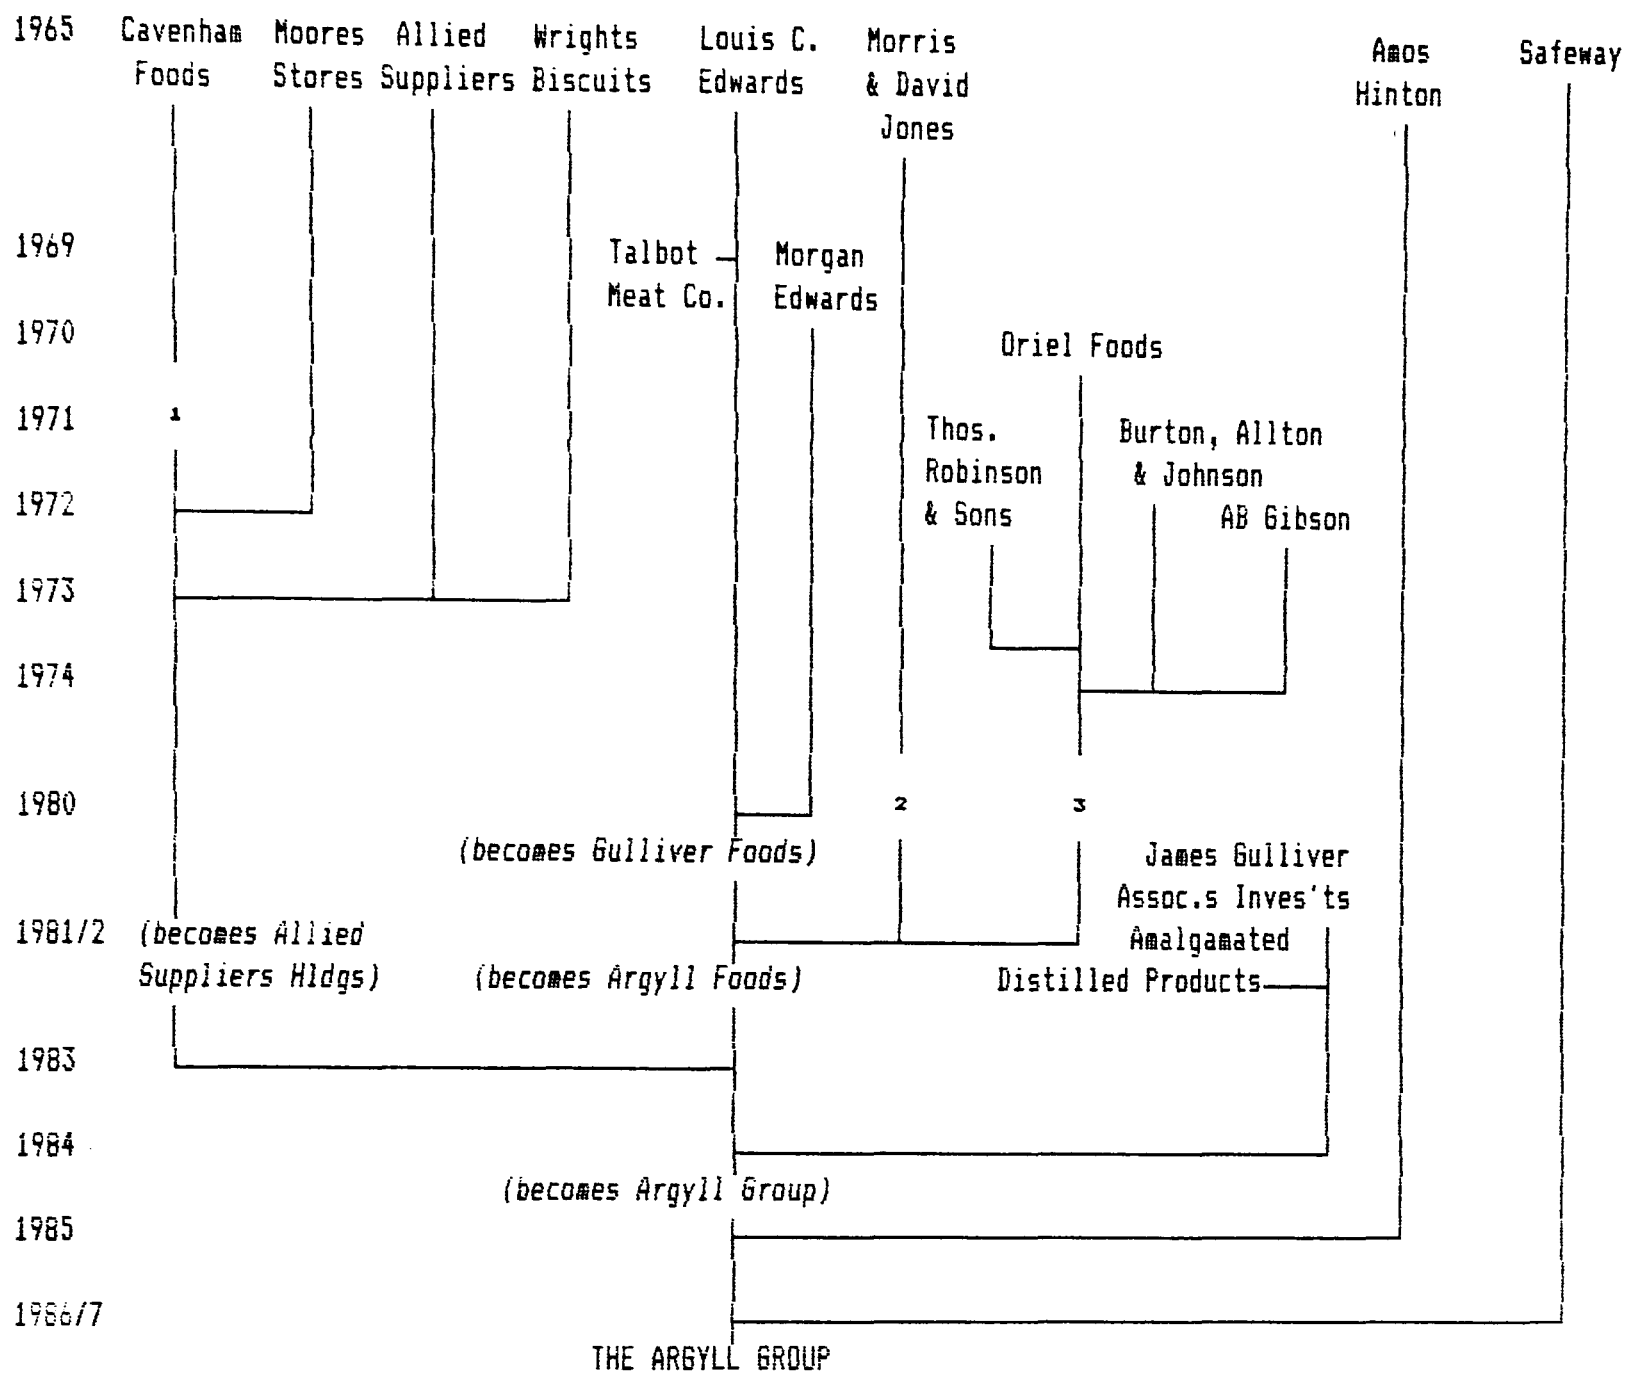 1965 Cavenham Moores Allied Wrights Louis C. Morris Amos Safeway
Foods Stores Suppliers Biscuits Edwards & David Hinton
Jones
1969 Talbot Morgan
Meat Co. Edwards
1970 Oriel Foods
1971 1 Thos. Burton, Allton
Robinson & Johnson
1972 & Sons AB Gibson
1973
1974
1980 2 3
(becomes Gulliver Foods) James Gulliver
Assoc.s Inves'ts
1981/2 (becomes Allied Amalgamated
Suppliers Hldgs) (becomes Argyll Foods) Distilled Products
1983
1984
(becomes Argyll Group)
1985
1986/7
THE ARGYLL GROUP